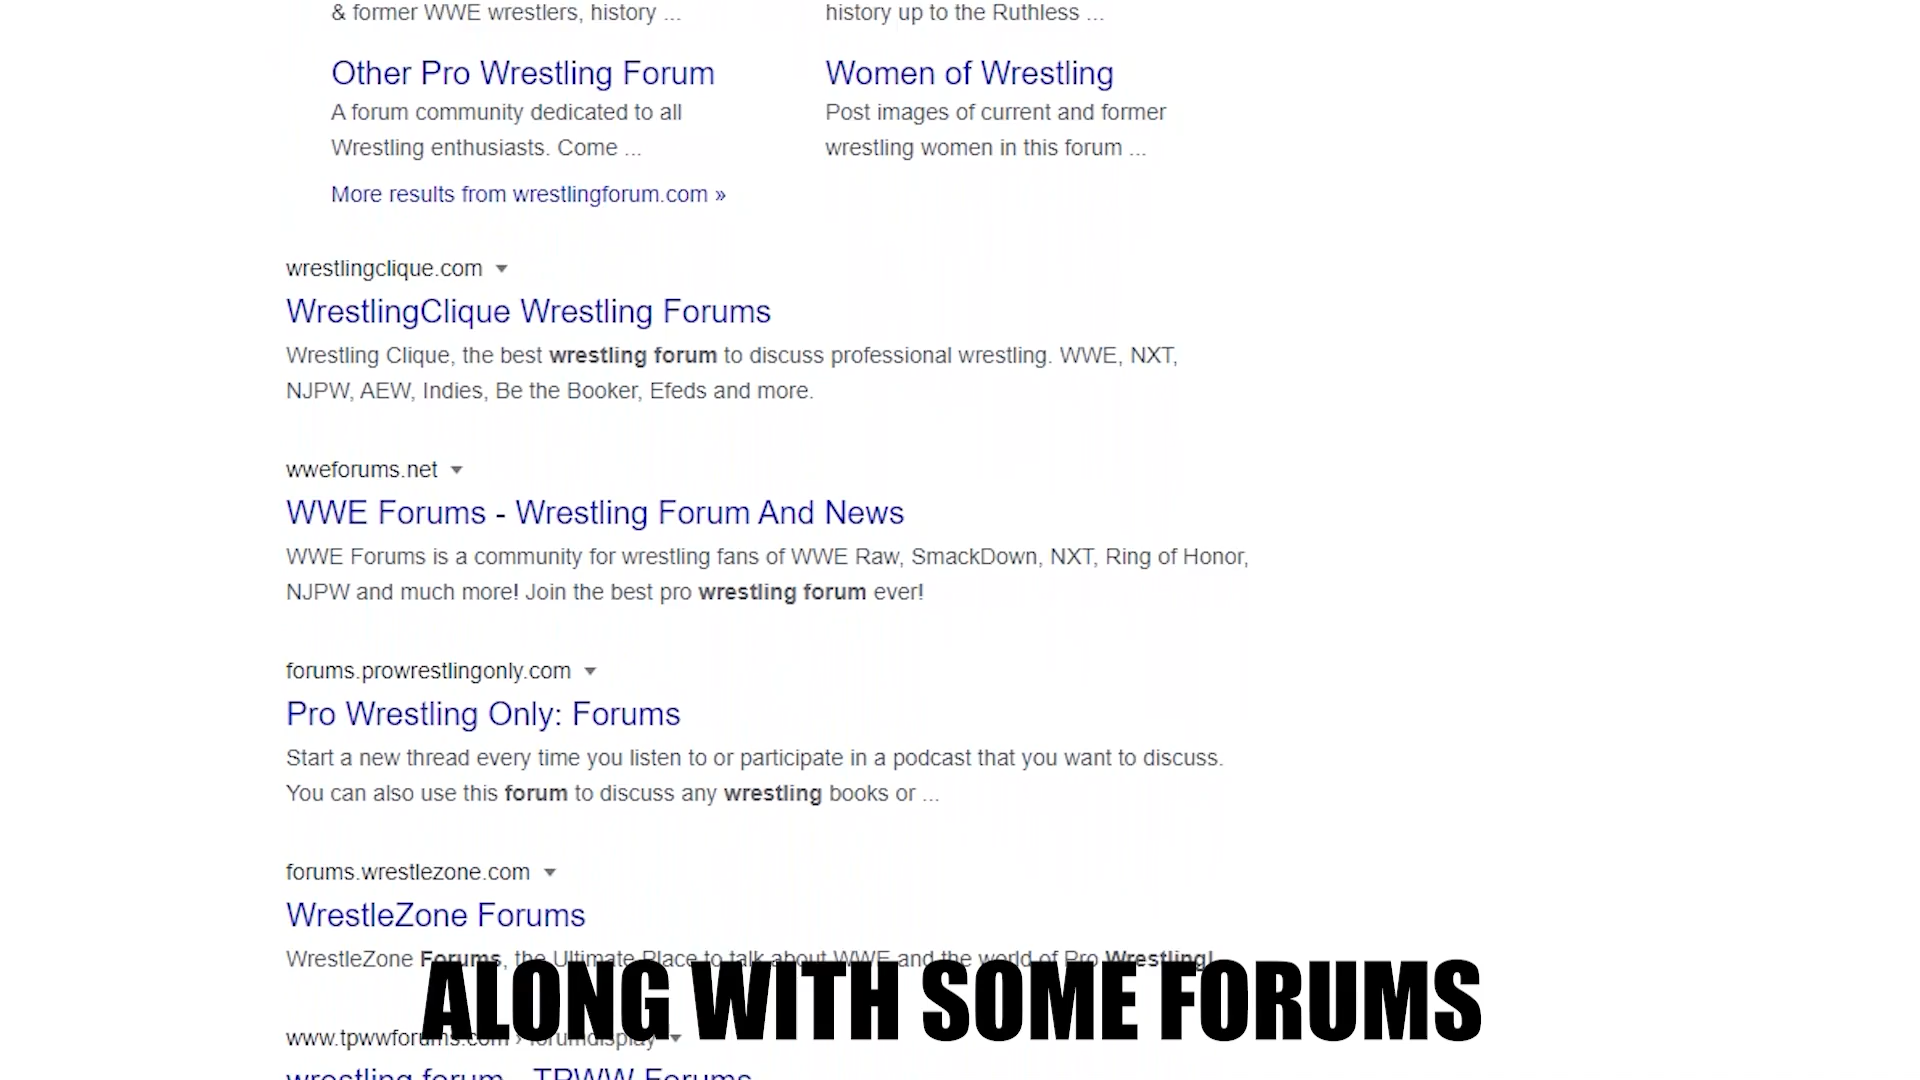 & former WWE wrestlers, history ...
history up to the Ruthless ...
Other Pro Wrestling Forum
A forum community dedicated to all
Wrestling enthusiasts. Come ...
Women of Wrestling
Post images of current and former
wrestling women in this forum ...
More results from wrestlingforum.com »
wrestlingclique.com
WrestlingClique Wrestling Forums
Wrestling Clique, the best wrestling forum to discuss professional wrestling. WWE, NXT,
NJPW, AEW, Indies, Be the Booker, Efeds and more.
wweforums.net
WWE Forums - Wrestling Forum And News
WWE Forums is a community for wrestling fans of WWE Raw, SmackDown, NXT, Ring of Honor,
NJPW and much more! Join the best pro wrestling forum ever!
forums.prowrestlingonly.com
Pro Wrestling Only: Forums
Start a new thread every time you listen to or participate in a podcast that you want to discuss.
You can also use this forum to discuss any wrestling books or ...
forums.wrestlezone.com
WrestleZone Forums
WrestleZone Forums, the Ultimate Place to talk about WWE and the world of Pro Wrestling!
ALONG WITH SOME FORUMS
www.tpwwforums.com › forumdisplay
wrestling forum - TPWW Forums